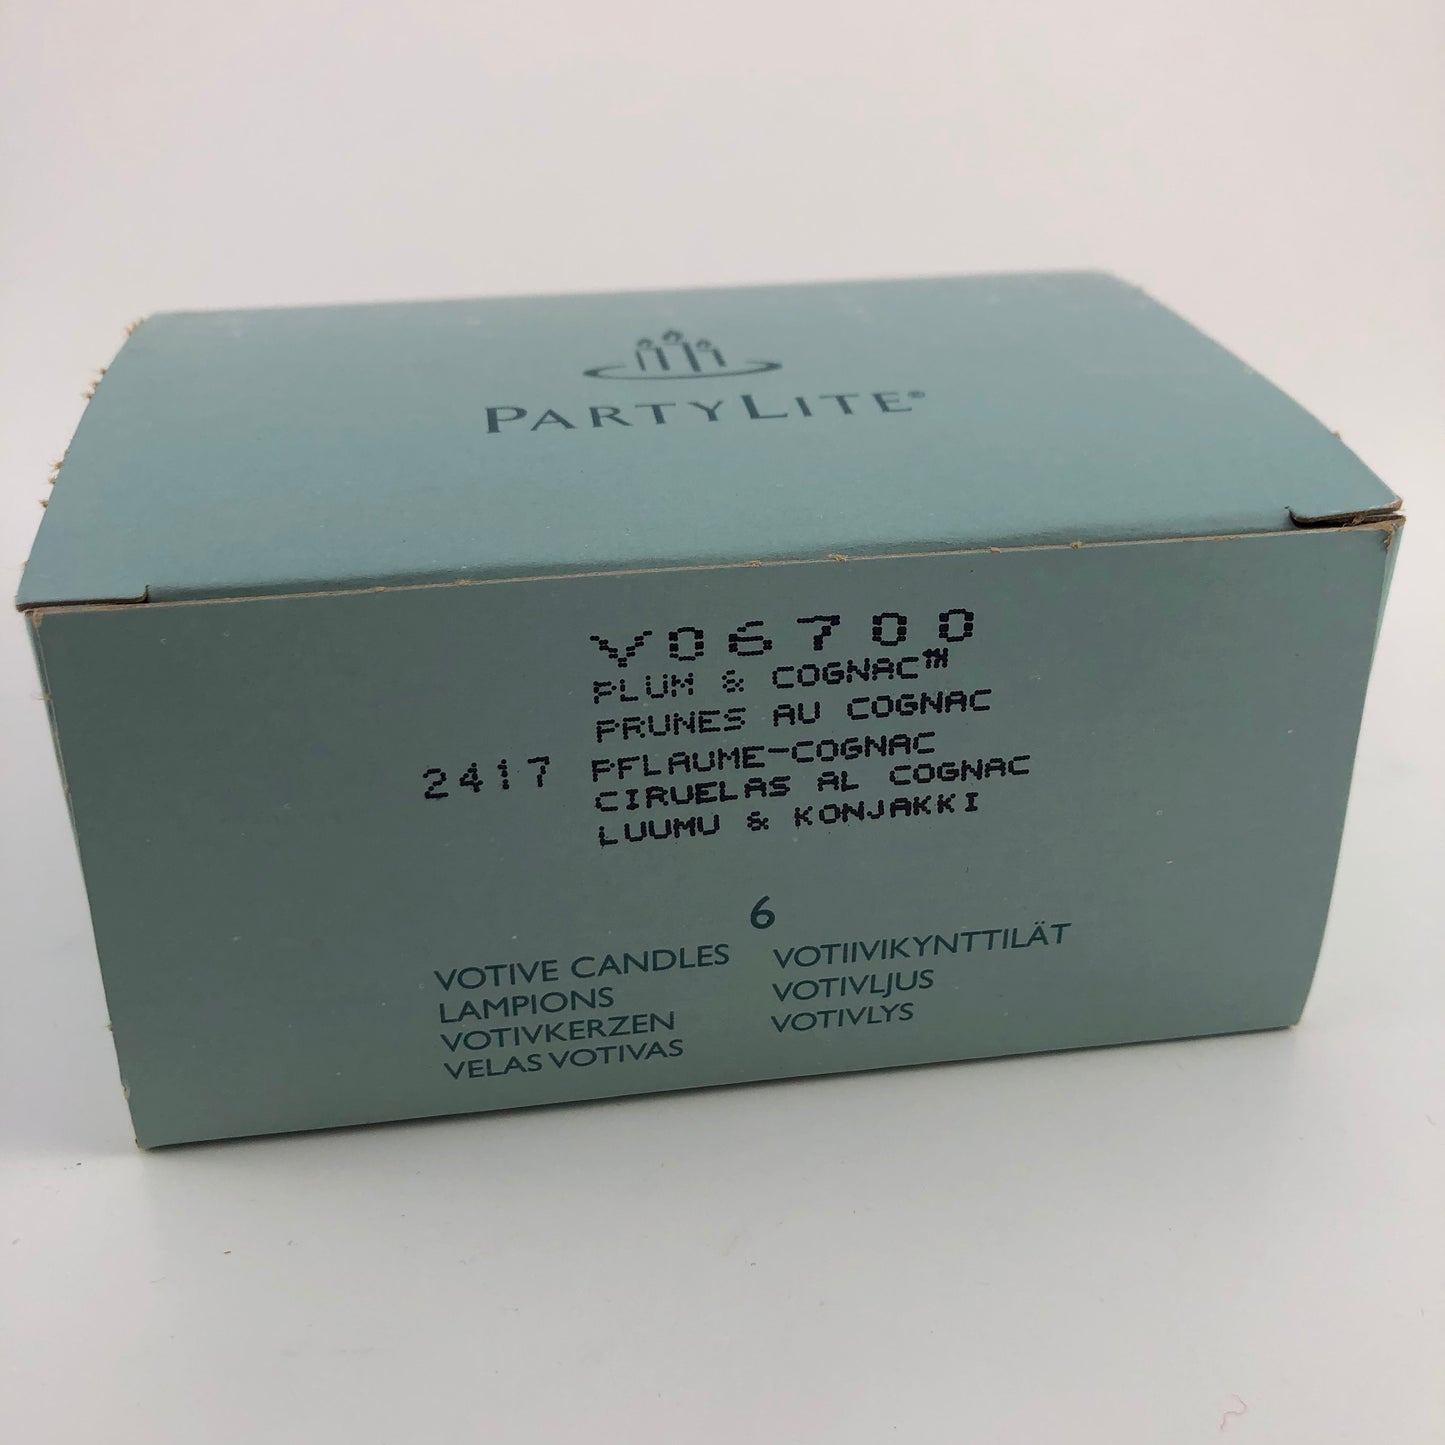 PARTYLITE®
V06700
PLUM & COGNAC™
PRUNES AU COGNAC
2417 PFLAUME-COGNAC
CIRUELAS AL COGNAC
LUUMU & KONJAKKI
6
VOTIVE CANDLES
LAMPIONS
VOTIVKERZEN
VELAS VOTIVAS
VOTIIVIKYNTTILÄT
VOTIVLJUS
VOTIVLYS